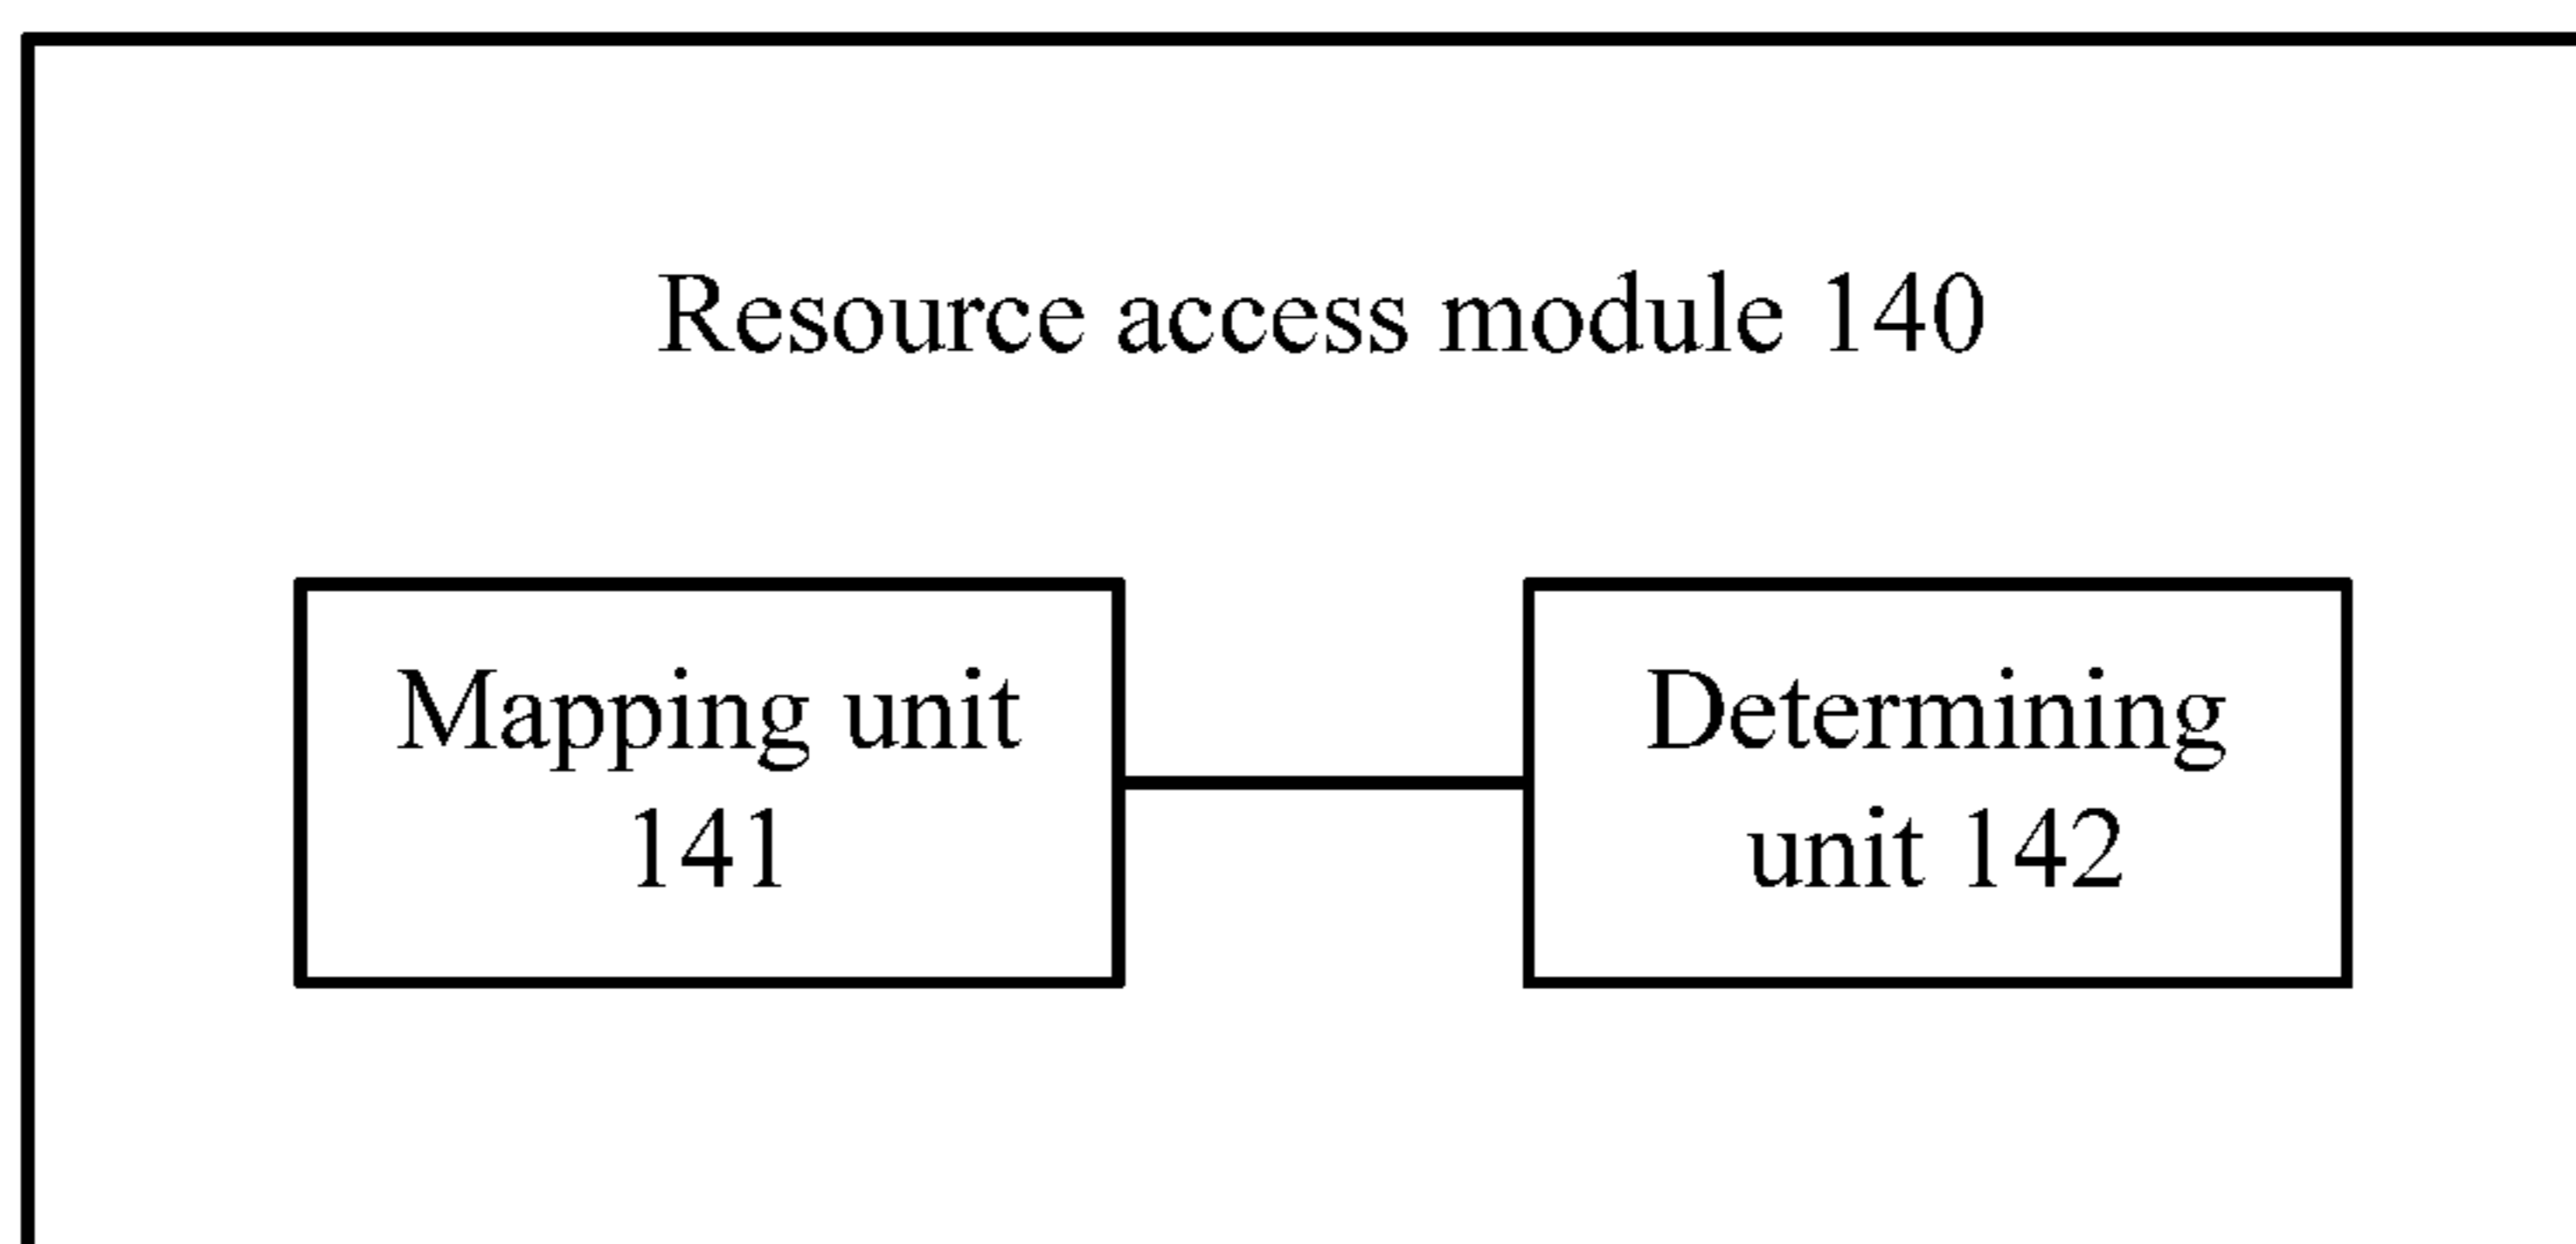 Resource access module 140
Mapping unit
141
Determining
unit 142